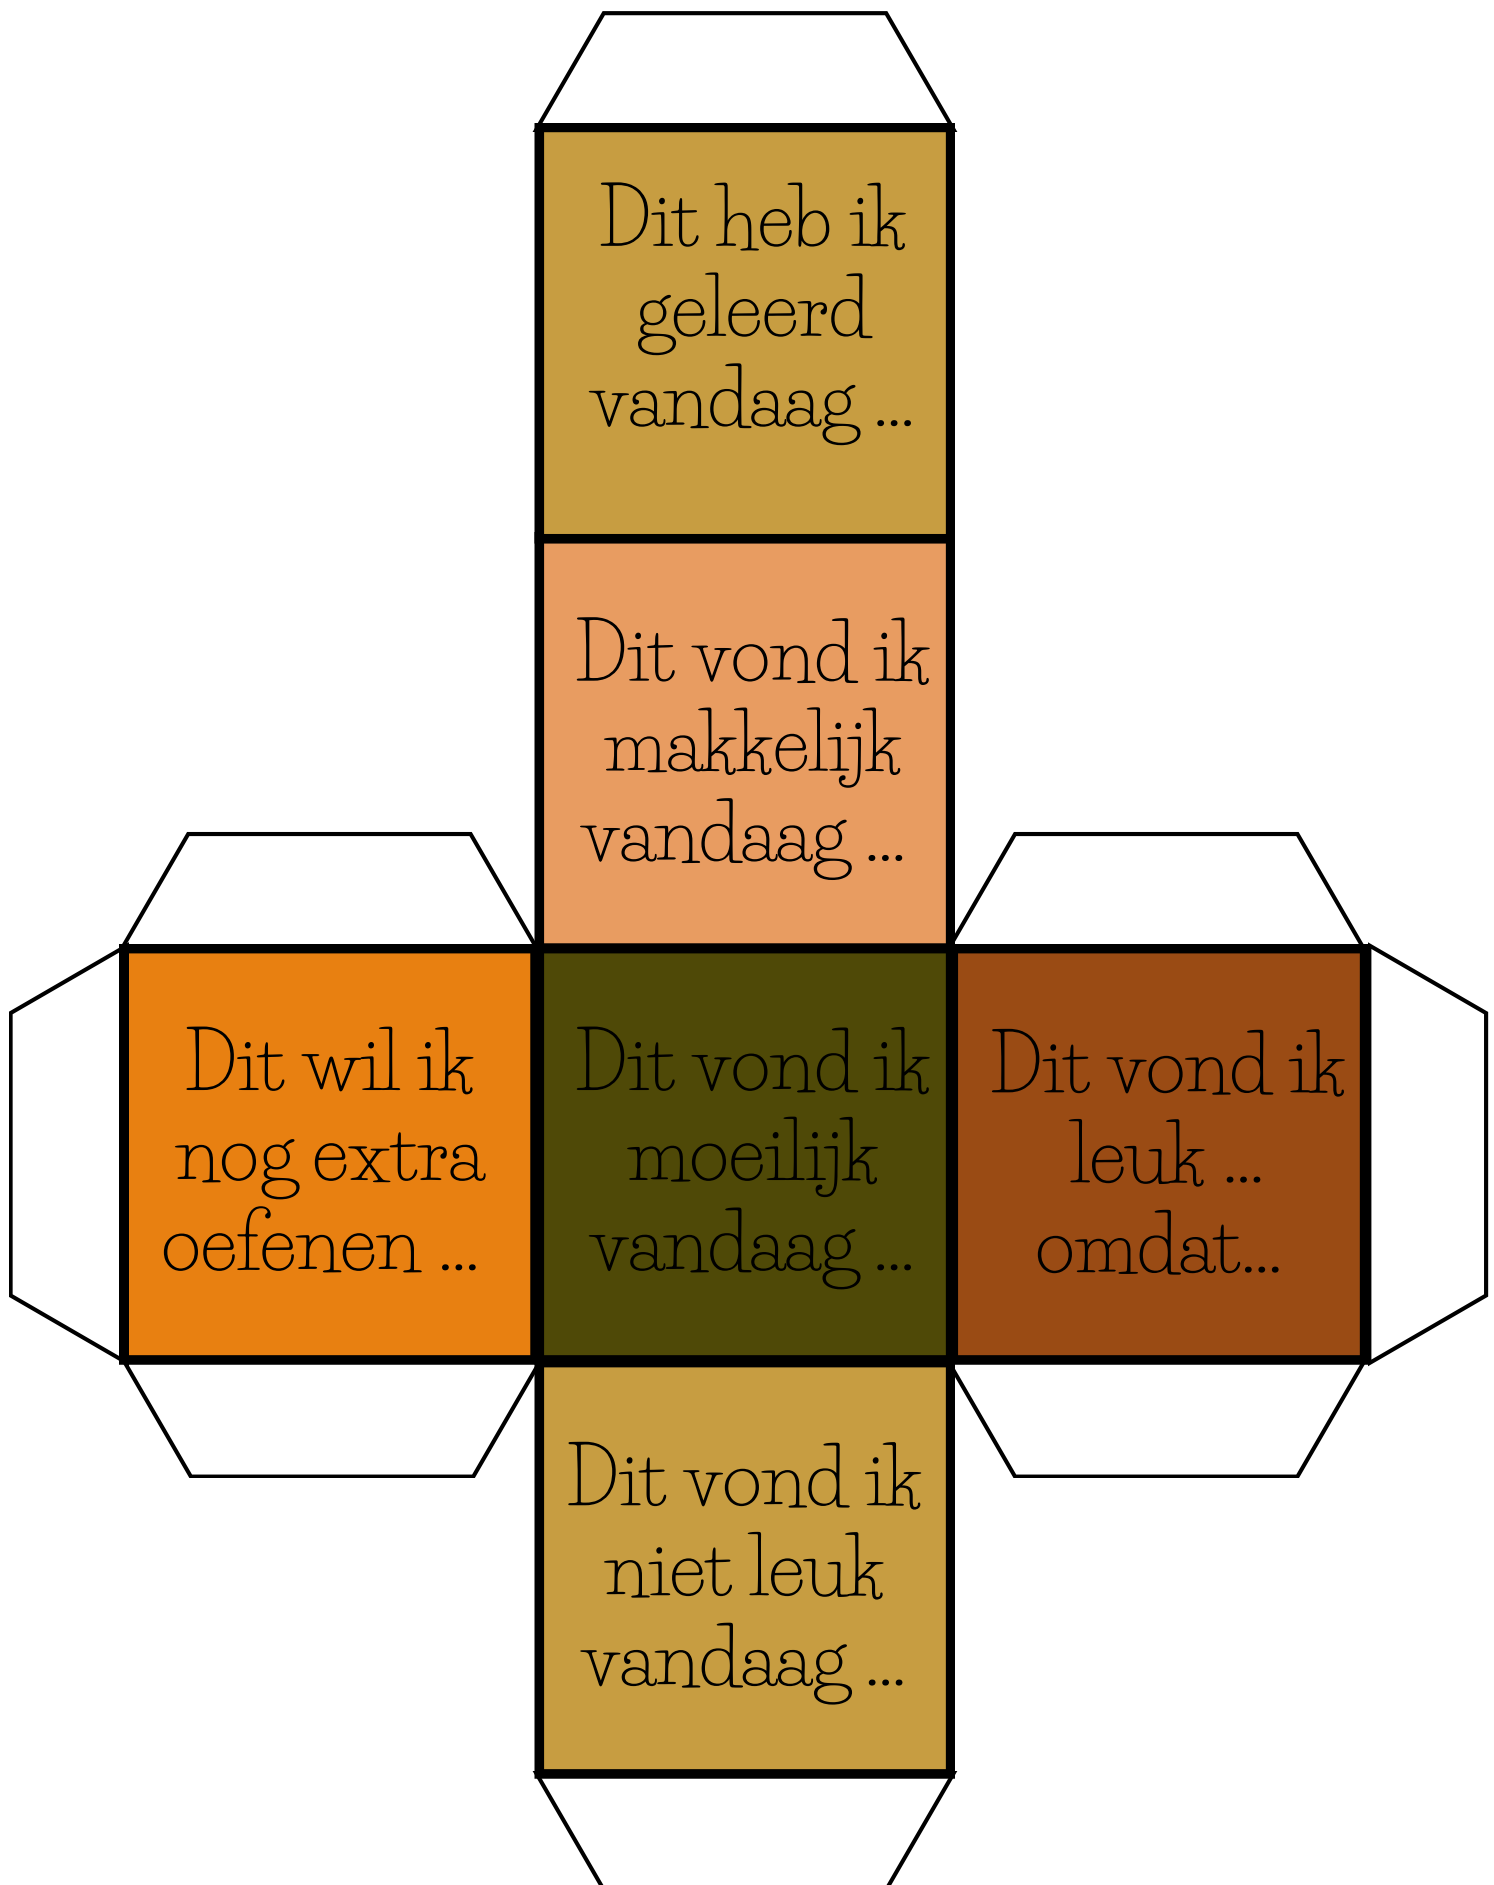 Dit heb ik
geleerd
vandaag ...
Dit vond ik
makkelijk
vandaag ...
Dit wil ik
nog extra
oefenen ...
Dit vond ik
moeilijk
vandaag ...
Dit vond ik
leuk ...
omdat...
Dit vond ik
niet leuk
vandaag ...